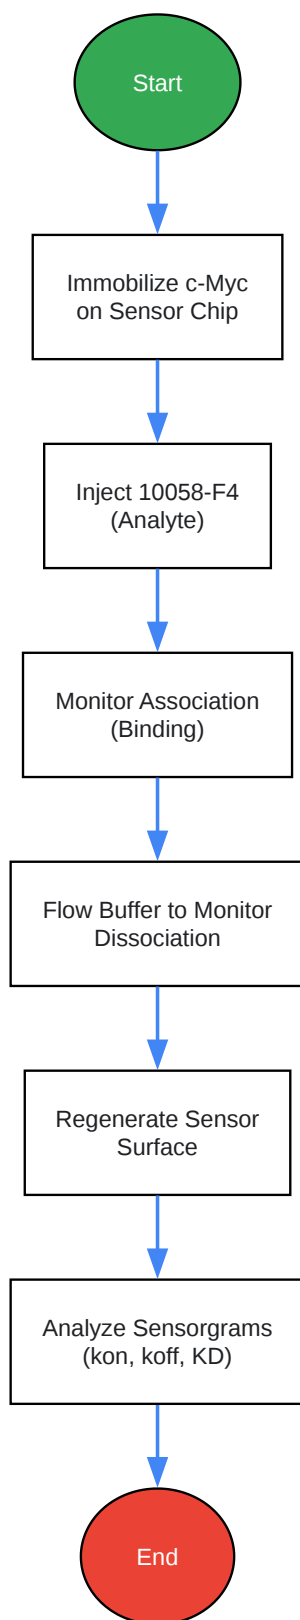 Start
Immobilize c-Myc
on Sensor Chip
Inject 10058-F4
(Analyte)
Monitor Association
(Binding)
Flow Buffer to Monitor
Dissociation
Regenerate Sensor
Surface
Analyze Sensorgrams
(kon, koff, KD)
End